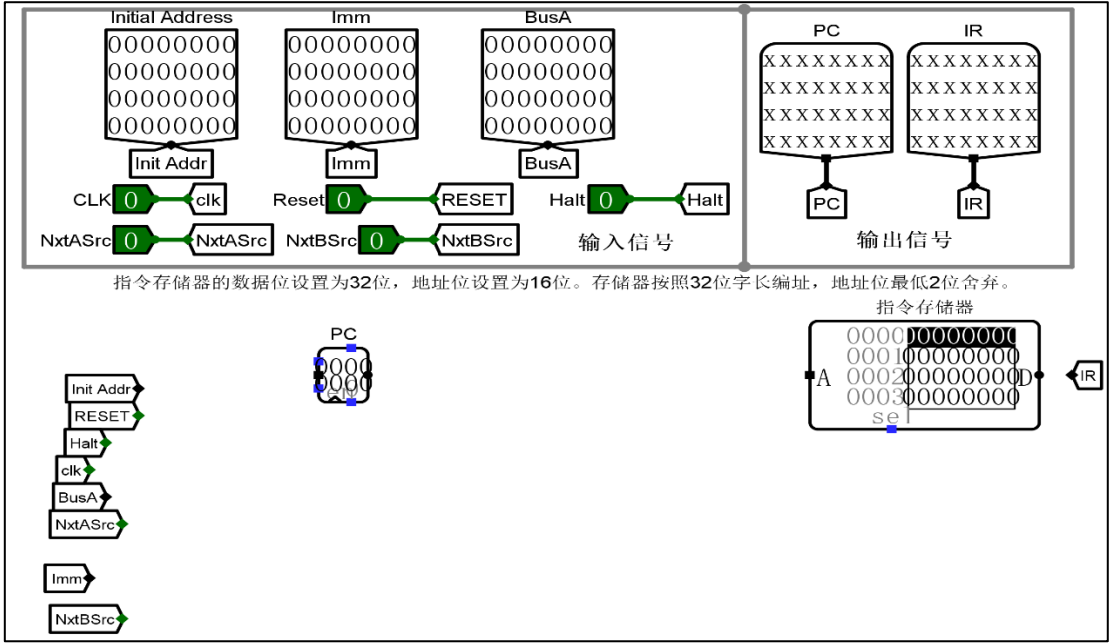 Initial Address Imm BusA PC IR
00000000 00000000 00000000 xxxxxxxx xxxxxxxx
00000000 00000000 00000000 xxxxxxxx xxxxxxxx
00000000 00000000 00000000 xxxxxxxx xxxxxxxx
00000000 00000000 00000000 xxxxxxxx xxxxxxxx
Init Addr Imm BusA
CLK 0 clk Reset 0 RESET Halt 0 Halt PC IR
NxtASrc 0 NxtASrc NxtBSrc 0 NxtBSrc 输入信号 输出信号
指令存储器的数据位设置为32位，地址位设置为16位。存储器按照32位字长编址，地址位最低2位舍弃。
指令存储器
PC
0000
0000
en
0000 00000000
0001 00000000
A 0002 00000000 D
0003 00000000
sel
IR
Init Addr
RESET
Halt
clk
BusA
NxtASrc
Imm
NxtBSrc